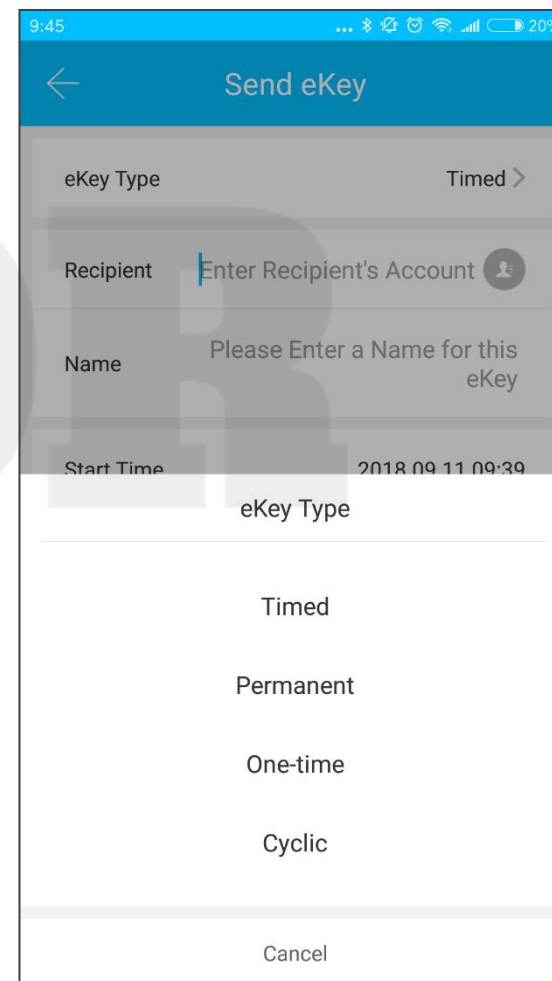 9:45 ... 20%
Send eKey
eKey Type Timed >
Recipient Enter Recipient's Account
Name Please Enter a Name for this
eKey
Start Time 2018.09.11 09:39
eKey Type
Timed
Permanent
One-time
Cyclic
Cancel